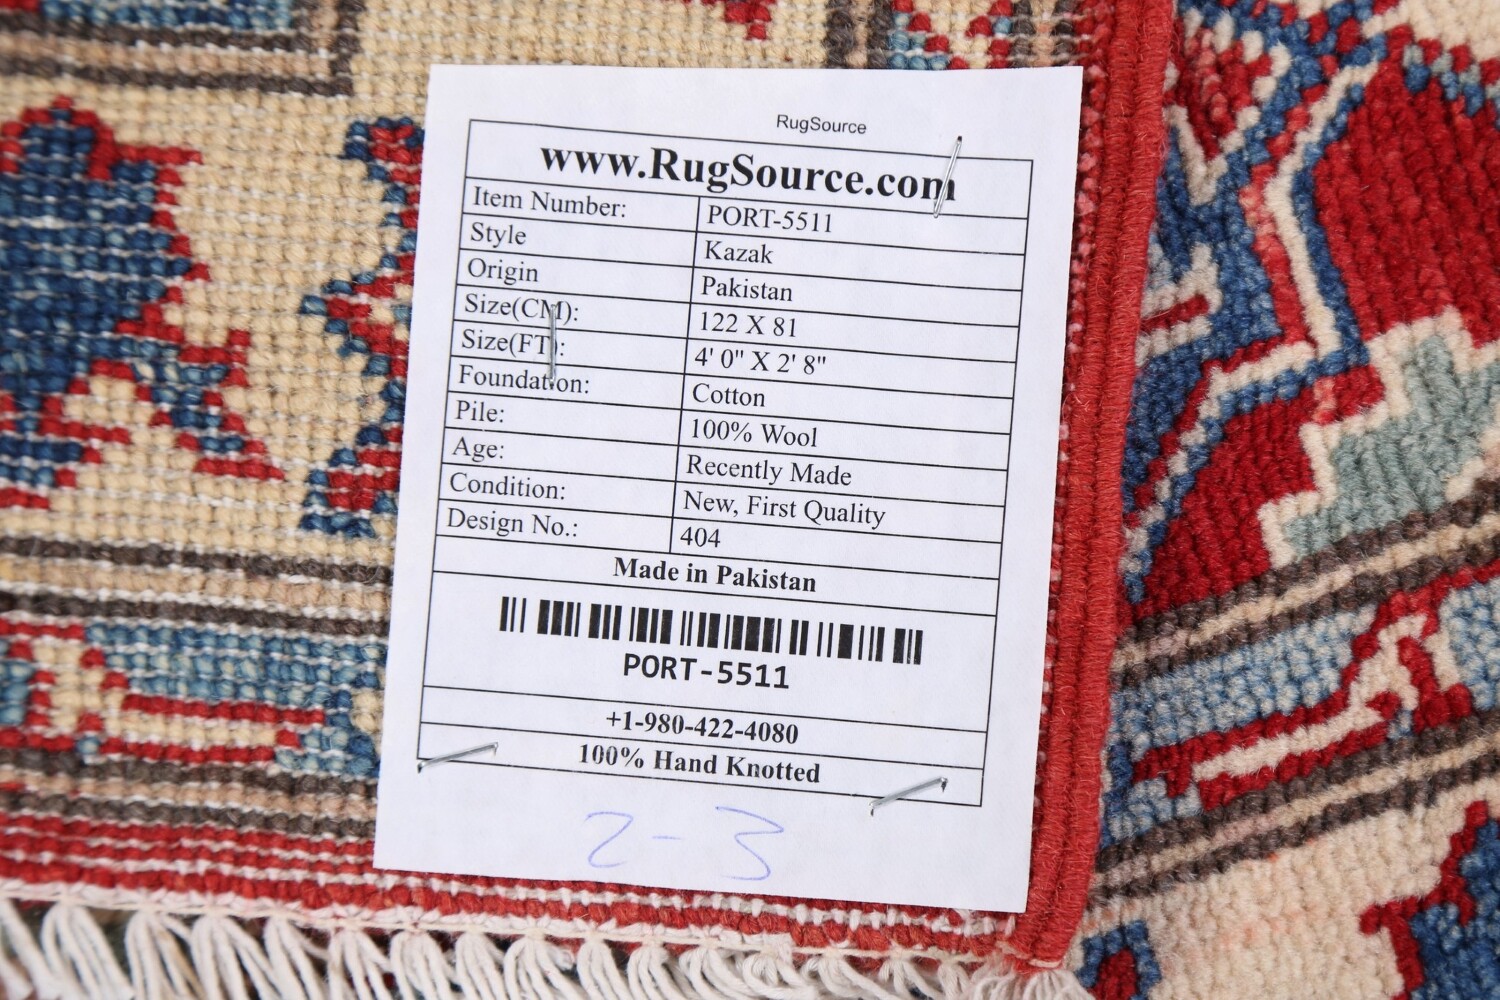 RugSource
www.RugSource.com
Item Number: PORT-5511
Style Kazak
Origin Pakistan
Size(CM): 122 X 81
Size(FT): 4' 0" X 2' 8"
Foundation: Cotton
Pile: 100% Wool
Age: Recently Made
Condition: New, First Quality
Design No.: 404
Made in Pakistan
PORT-5511
+1-980-422-4080
100% Hand Knotted
2-3